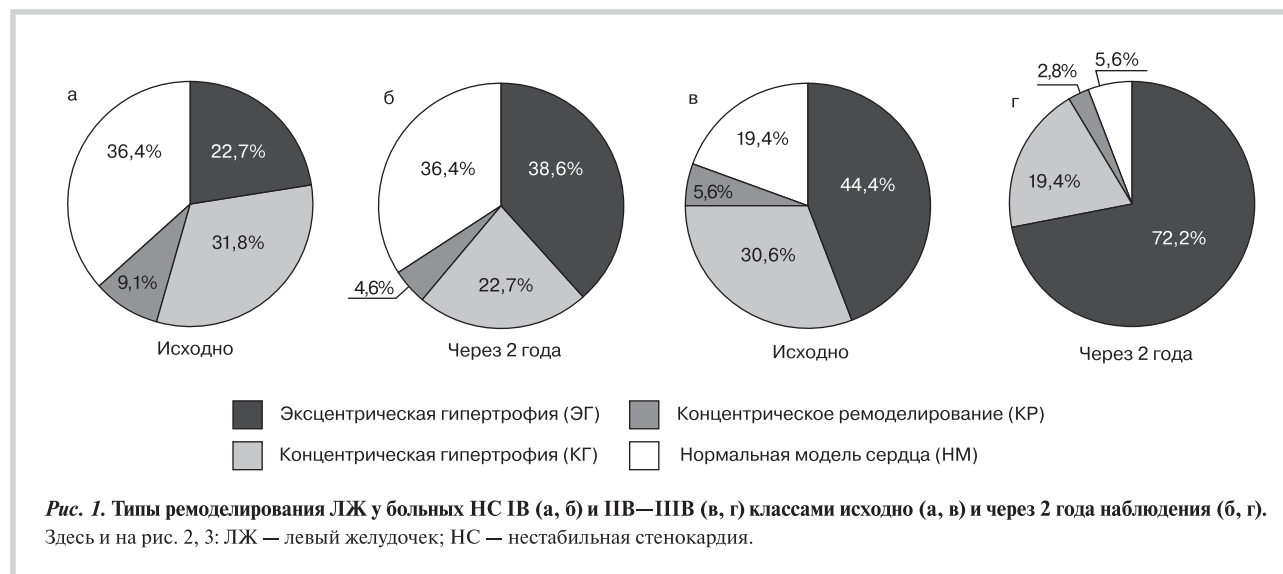 а
36,4%
22,7%
31,8%
9,1%
Исходно
б
36,4%
38,6%
22,7%
4,6%
Через 2 года
в
19,4%
44,4%
5,6%
30,6%
Исходно
г
2,8%
5,6%
19,4%
72,2%
Через 2 года
Эксцентрическая гипертрофия (ЭГ)
Концентрическое ремоделирование (КР)
Концентрическая гипертрофия (КГ)
Нормальная модель сердца (НМ)
Рис. 1. Типы ремоделирования ЛЖ у больных НС IВ (а, б) и IIВ—IIIВ (в, г) классами исходно (а, в) и через 2 года наблюдения (б, г).
Здесь и на рис. 2, 3: ЛЖ — левый желудочек; НС — нестабильная стенокардия.